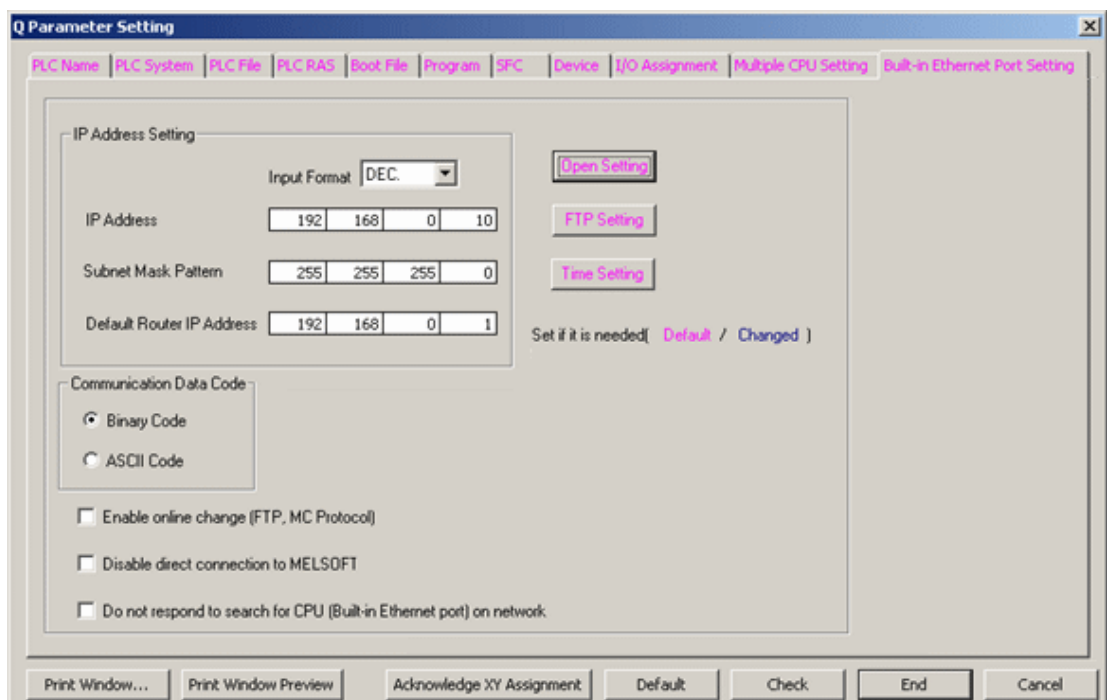 Q Parameter Setting
PLC Name PLC System PLC File PLC RAS Boot File Program SFC Device I/O Assignment Multiple CPU Setting Built-in Ethernet Port Setting
IP Address Setting
Input Format DEC.
IP Address 192 168 0 10
Subnet Mask Pattern 255 255 255 0
Default Router IP Address 192 168 0 1
Open Setting
FTP Setting
Time Setting
Set if it is needed( Default / Changed )
Communication Data Code
Binary Code
ASCII Code
Enable online change (FTP, MC Protocol)
Disable direct connection to MELSOFT
Do not respond to search for CPU (Built-in Ethernet port) on network
Print Window... Print Window Preview Acknowledge XY Assignment Default Check End Cancel